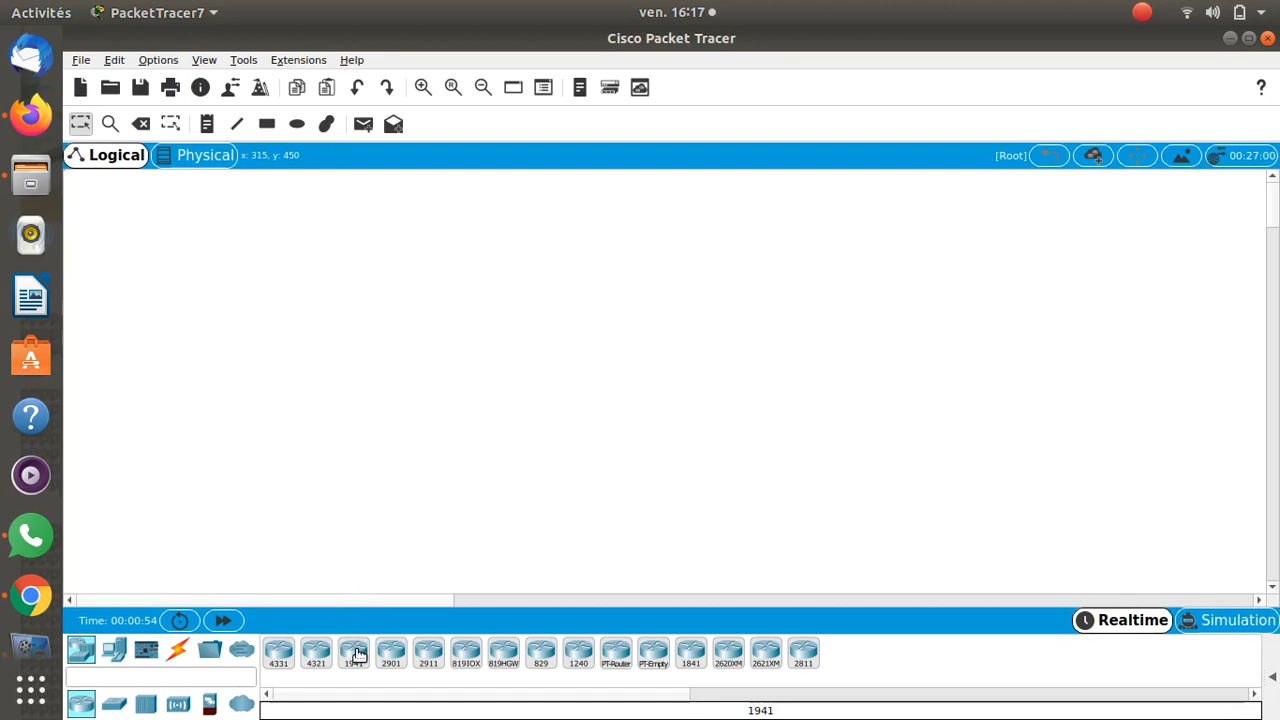 Activités PacketTracer7 ven. 16:17
Cisco Packet Tracer
File Edit Options View Tools Extensions Help
Logical Physical x: 315, y: 450 [Root] 00:27:00
Time: 00:00:54 Realtime Simulation
4331 4321 1941 2901 2911 819IOX 819HGW 829 1240 PT-Router PT-Empty 1841 2620XM 2621XM 2811
1941